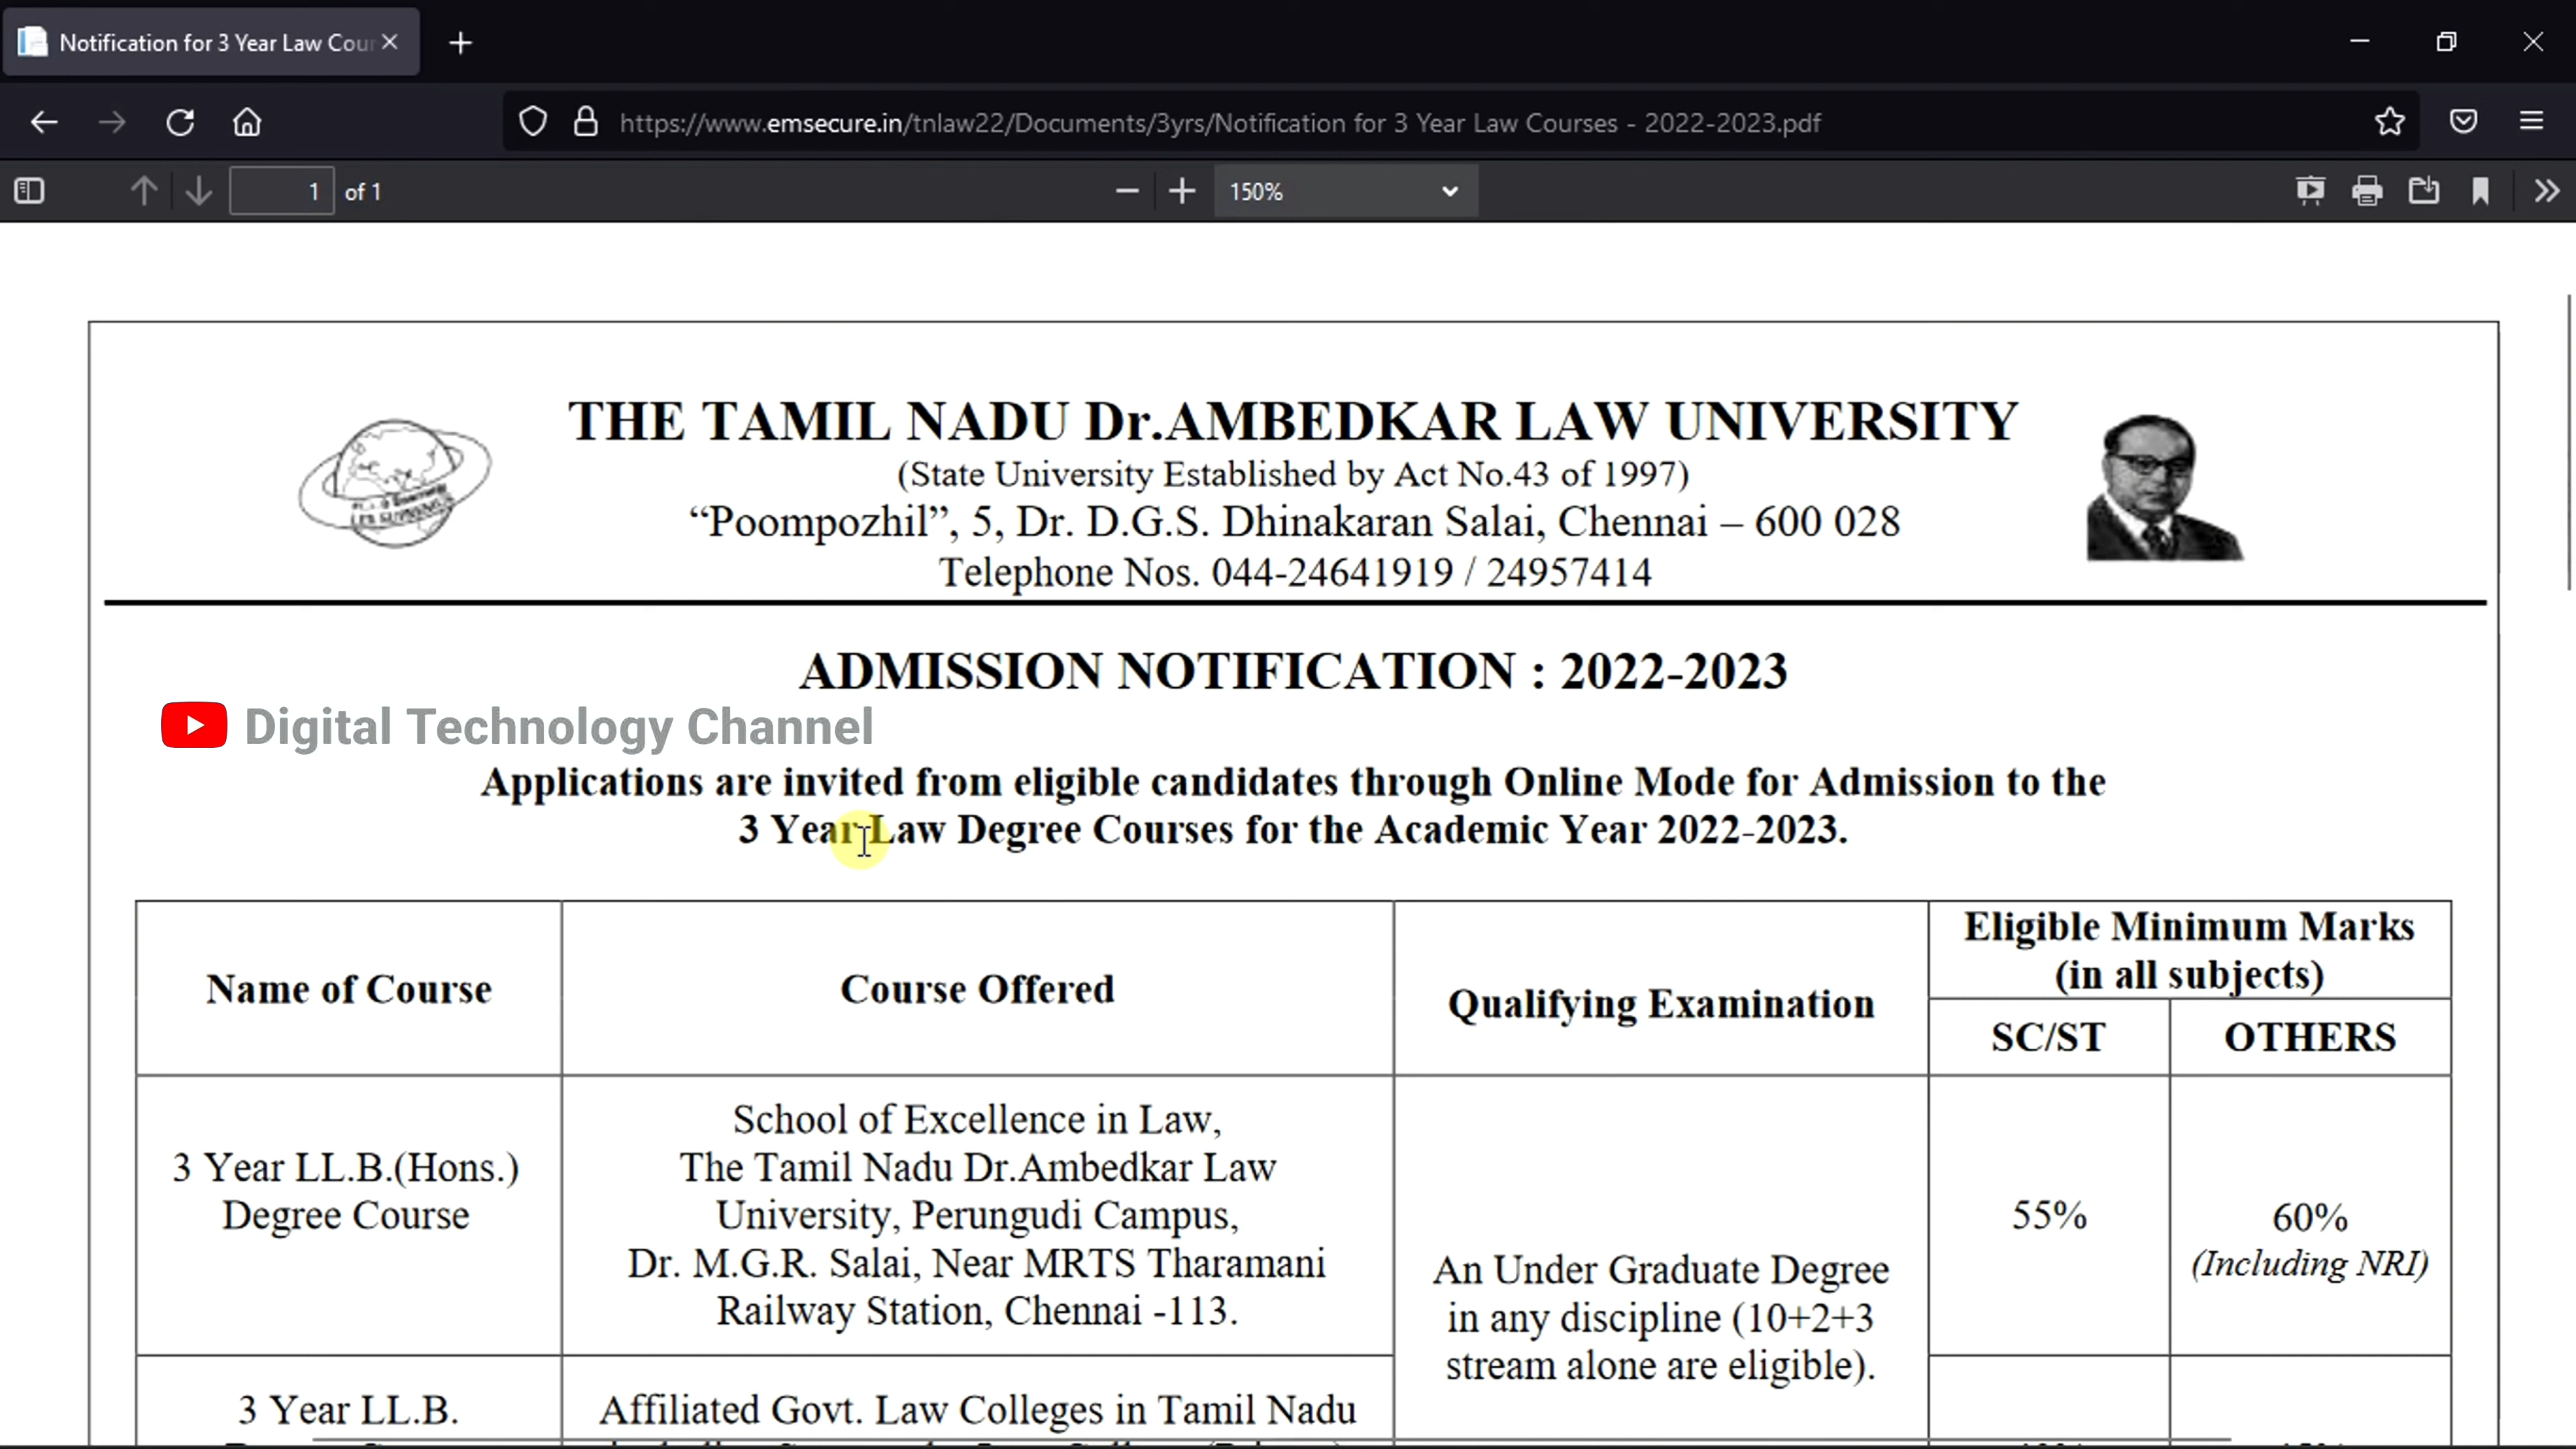 Notification for 3 Year Law Cour
https://www.emsecure.in/tnlaw22/Documents/3yrs/Notification for 3 Year Law Courses - 2022-2023.pdf
1 of 1
150%
THE TAMIL NADU Dr.AMBEDKAR LAW UNIVERSITY
(State University Established by Act No.43 of 1997)
“Poompozhil”, 5, Dr. D.G.S. Dhinakaran Salai, Chennai – 600 028
Telephone Nos. 044-24641919 / 24957414
ADMISSION NOTIFICATION : 2022-2023
Digital Technology Channel
Applications are invited from eligible candidates through Online Mode for Admission to the
3 Year Law Degree Courses for the Academic Year 2022-2023.
Name of Course
Course Offered
Qualifying Examination
Eligible Minimum Marks
(in all subjects)
SC/ST
OTHERS
3 Year LL.B.(Hons.)
Degree Course
School of Excellence in Law,
The Tamil Nadu Dr.Ambedkar Law
University, Perungudi Campus,
Dr. M.G.R. Salai, Near MRTS Tharamani
Railway Station, Chennai -113.
An Under Graduate Degree
in any discipline (10+2+3
stream alone are eligible).
55%
60%
(Including NRI)
3 Year LL.B.
Affiliated Govt. Law Colleges in Tamil Nadu